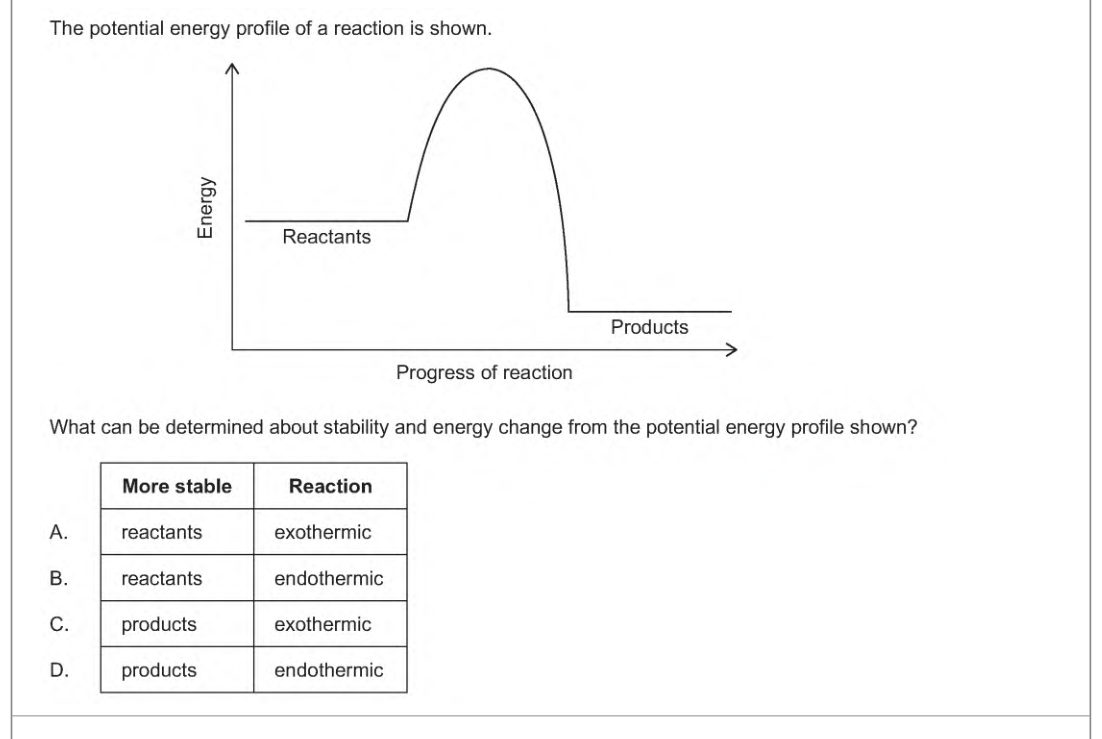 The potential energy profile of a reaction is shown.
Energy
Reactants
Products
Progress of reaction
What can be determined about stability and energy change from the potential energy profile shown?
More stable Reaction
A. reactants exothermic
B. reactants endothermic
C. products exothermic
D. products endothermic